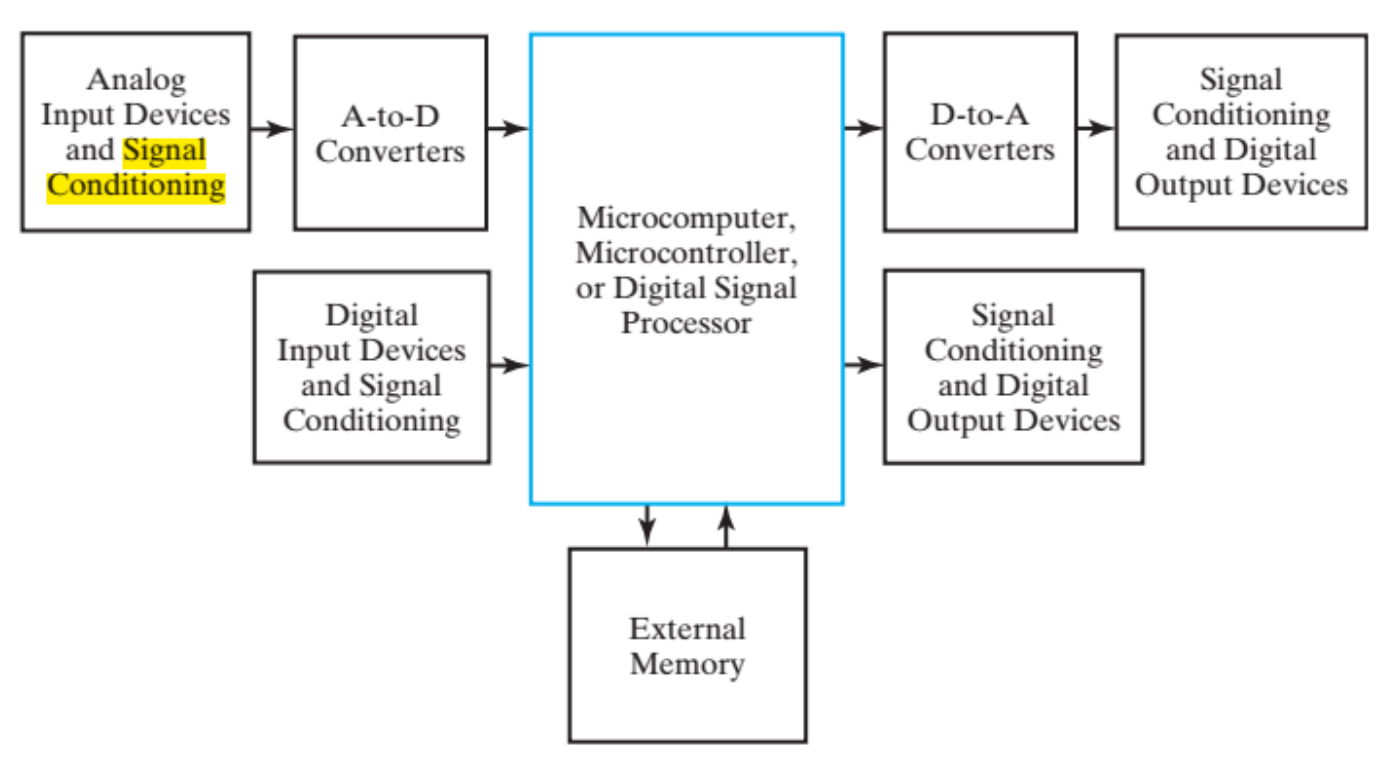 Analog
Input Devices
and Signal
Conditioning
A-to-D
Converters
Microcomputer,
Microcontroller,
or Digital Signal
Processor
D-to-A
Converters
Signal
Conditioning
and Digital
Output Devices
Digital
Input Devices
and Signal
Conditioning
Signal
Conditioning
and Digital
Output Devices
External
Memory